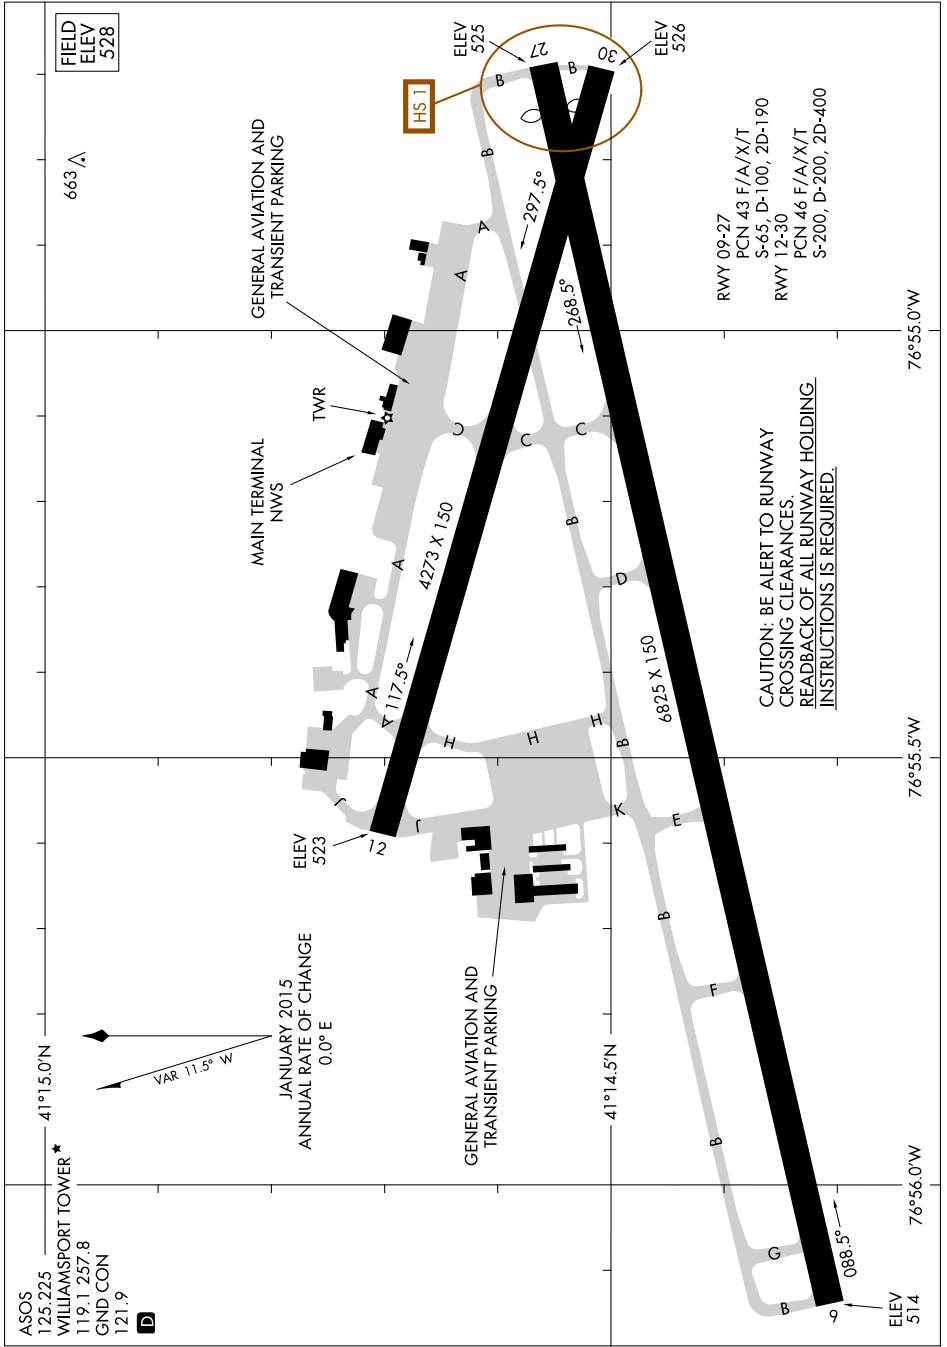 ASOS
125.225
WILLIAMSPORT TOWER ★
119.1 257.8
GND CON
121.9
D
JANUARY 2015
ANNUAL RATE OF CHANGE
0.0° E
VAR 11.5° W
663
FIELD
ELEV
528
41°15.0'N
41°14.5'N
76°56.0'W
76°55.5'W
76°55.0'W
MAIN TERMINAL
NWS
TWR
GENERAL AVIATION AND
TRANSIENT PARKING
GENERAL AVIATION AND
TRANSIENT PARKING
HS 1
ELEV
525
27
ELEV
526
30
ELEV
523
12
ELEV
514
9
297.5°
268.5°
117.5°
088.5°
4273 X 150
6825 X 150
J
J
A
A
A
A
A
H
H
H
K
C
C
C
D
E
F
G
B
B
B
B
B
B
B
B
RWY 09-27
PCN 43 F/A/X/T
S-65, D-100, 2D-190
RWY 12-30
PCN 46 F/A/X/T
S-200, D-200, 2D-400
CAUTION: BE ALERT TO RUNWAY
CROSSING CLEARANCES.
READBACK OF ALL RUNWAY HOLDING
INSTRUCTIONS IS REQUIRED.